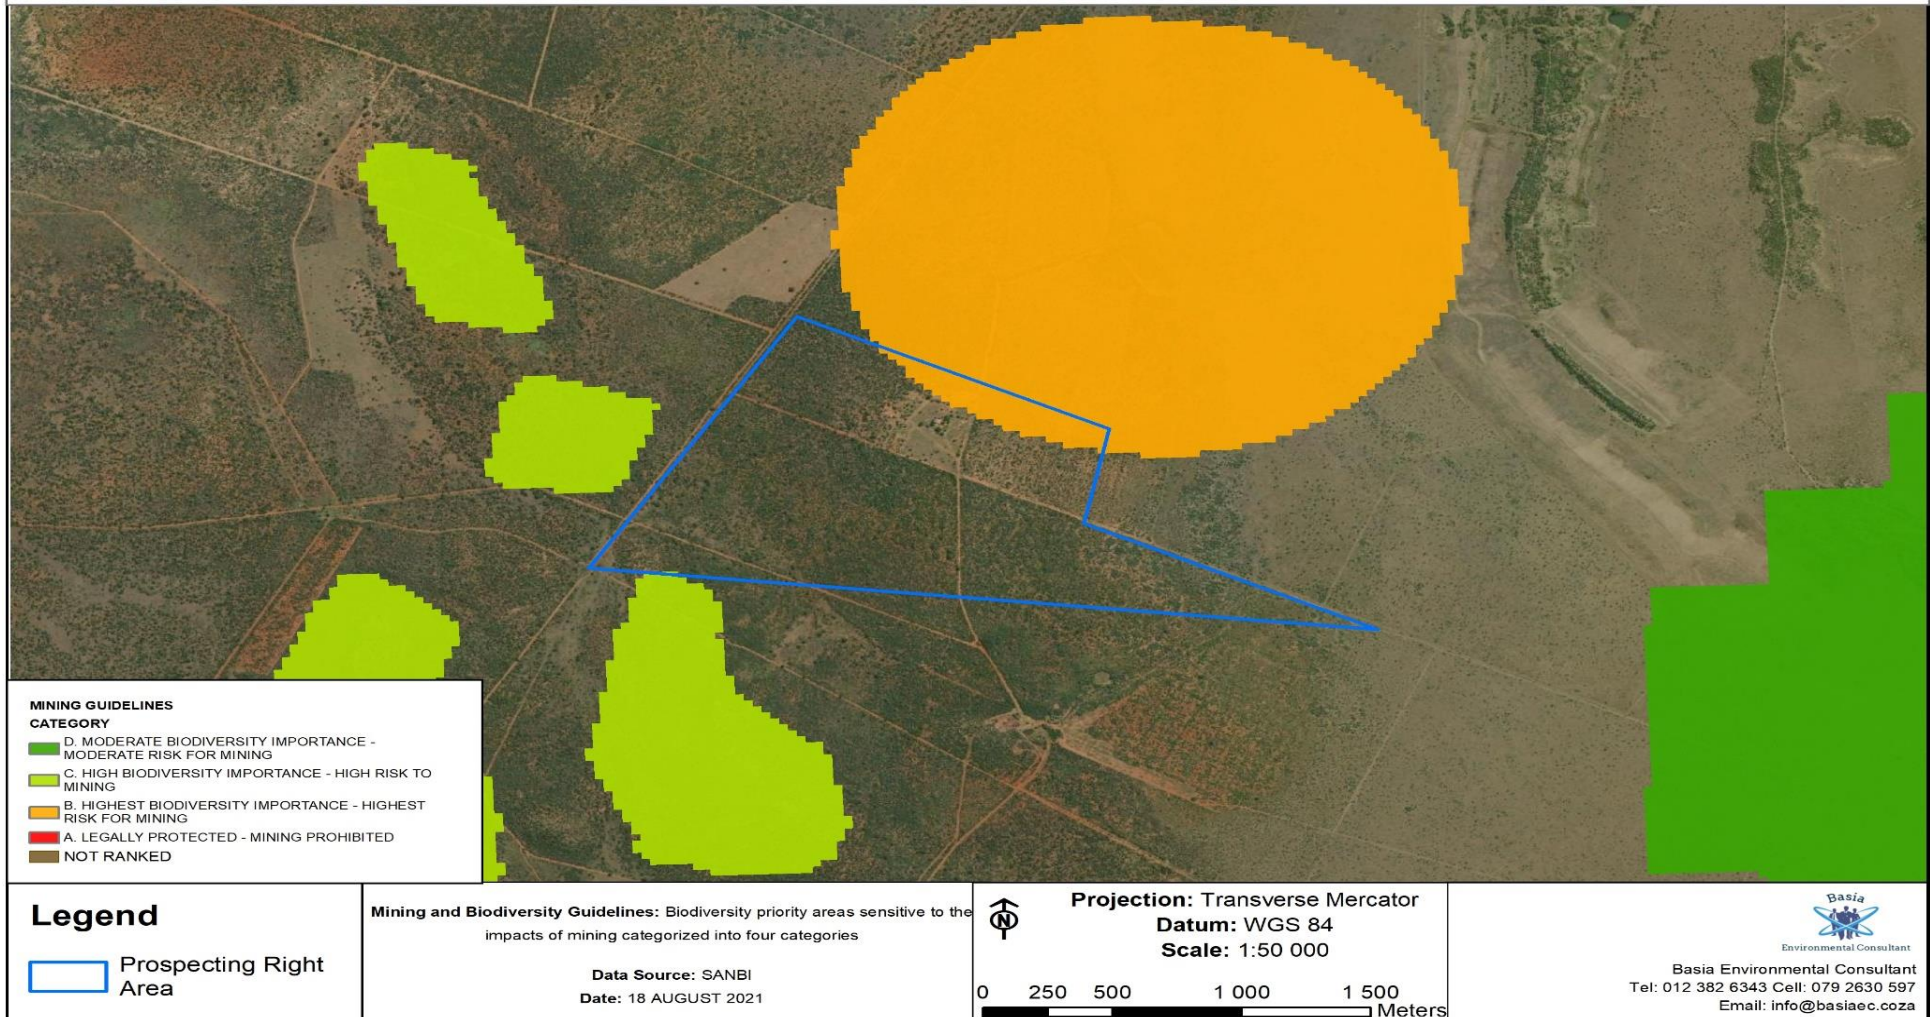 MINING GUIDELINES
CATEGORY
D. MODERATE BIODIVERSITY IMPORTANCE -
MODERATE RISK FOR MINING
C. HIGH BIODIVERSITY IMPORTANCE - HIGH RISK TO
MINING
B. HIGHEST BIODIVERSITY IMPORTANCE - HIGHEST
RISK FOR MINING
A. LEGALLY PROTECTED - MINING PROHIBITED
NOT RANKED
Legend
Prospecting Right
Area
Mining and Biodiversity Guidelines: Biodiversity priority areas sensitive to the
impacts of mining categorized into four categories
Data Source: SANBI
Date: 18 AUGUST 2021
N
Projection: Transverse Mercator
Datum: WGS 84
Scale: 1:50 000
0 250 500 1 000 1 500
Meters
Basia
Environmental Consultant
Basia Environmental Consultant
Tel: 012 382 6343 Cell: 079 2630 597
Email: info@basiaec.coza